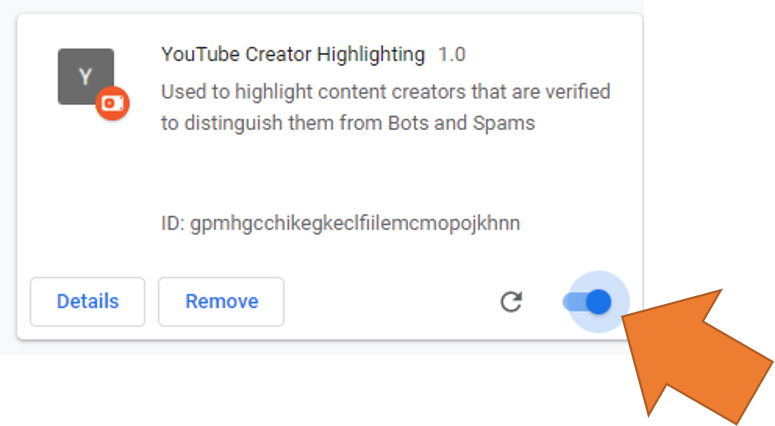 Y
YouTube Creator Highlighting 1.0
Used to highlight content creators that are verified
to distinguish them from Bots and Spams
ID: gpmhgcchikegkeclfiilemcmopojkhnn
Details Remove